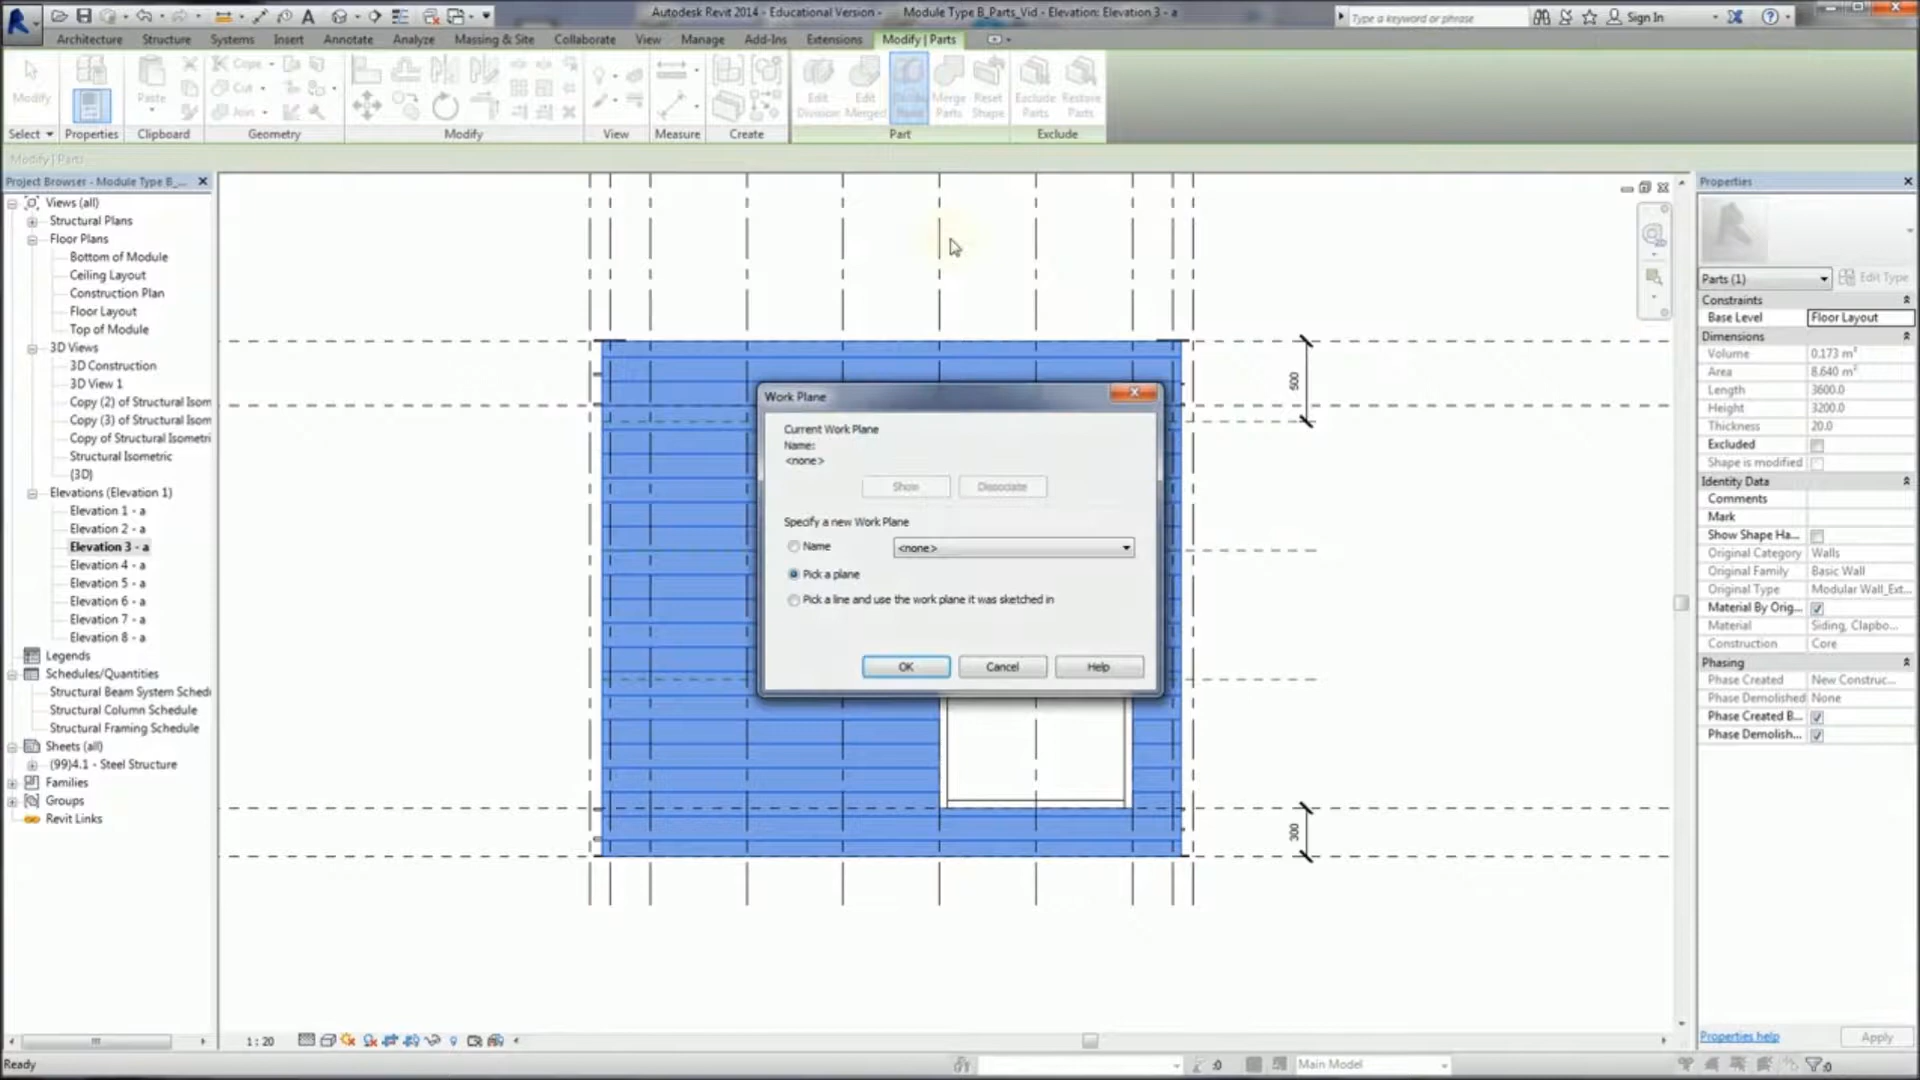 Autodesk Revit 2014 - Educational Version - Module Type B_Parts_Vid - Elevation: Elevation 3 - a
Type a keyword or phrase
Sign In
Architecture Structure Systems Insert Annotate Analyze Massing & Site Collaborate View Manage Add-Ins Extensions Modify | Parts
Modify
Paste
Cope
Cut
Join
Edit Division
Edit Merged
Merge Parts
Reset Shape
Exclude Parts
Restore Parts
Select Properties Clipboard Geometry Modify View Measure Create Part Exclude
Modify | Parts
Project Browser - Module Type B_...
Views (all)
Structural Plans
Floor Plans
Bottom of Module
Ceiling Layout
Construction Plan
Floor Layout
Top of Module
3D Views
3D Construction
3D View 1
Copy (2) of Structural Isom
Copy (3) of Structural Isom
Copy of Structural Isometri
Structural Isometric
(3D)
Elevations (Elevation 1)
Elevation 1 - a
Elevation 2 - a
Elevation 3 - a
Elevation 4 - a
Elevation 5 - a
Elevation 6 - a
Elevation 7 - a
Elevation 8 - a
Legends
Schedules/Quantities
Structural Beam System Schedu
Structural Column Schedule
Structural Framing Schedule
Sheets (all)
(99)4.1 - Steel Structure
Families
Groups
Revit Links
500
300
Work Plane
Current Work Plane
Name:
<none>
Show
Dissociate
Specify a new Work Plane
Name
<none>
Pick a plane
Pick a line and use the work plane it was sketched in
OK
Cancel
Help
Properties
Parts (1)
Edit Type
Constraints
Base Level Floor Layout
Dimensions
Volume 0.173 m³
Area 8.640 m²
Length 3600.0
Height 3200.0
Thickness 20.0
Excluded
Shape is modified
Identity Data
Comments
Mark
Show Shape Ha...
Original Category Walls
Original Family Basic Wall
Original Type Modular Wall_Ext...
Material By Orig...
Material Siding, Clapbo...
Construction Core
Phasing
Phase Created New Construc...
Phase Demolished None
Phase Created B...
Phase Demolish...
Properties help
Apply
1 : 20
Ready
:0
Main Model
:0